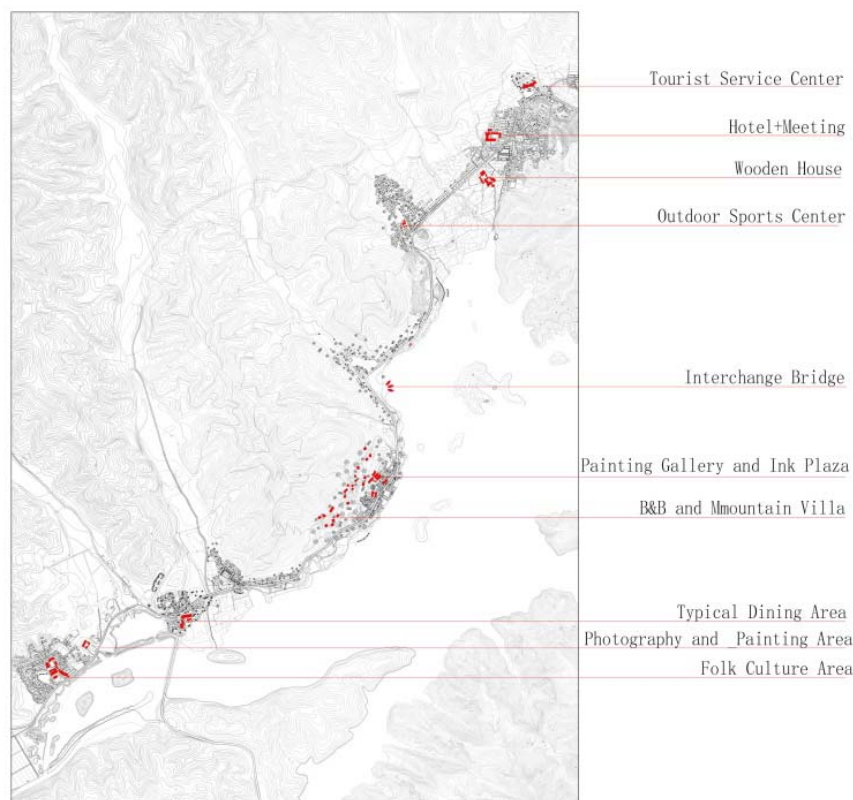 Tourist Service Center
Hotel+Meeting
Wooden House
Outdoor Sports Center
Interchange Bridge
Painting Gallery and Ink Plaza
B&B and Mmountain Villa
Typical Dining Area
Photography and _Painting Area
Folk Culture Area